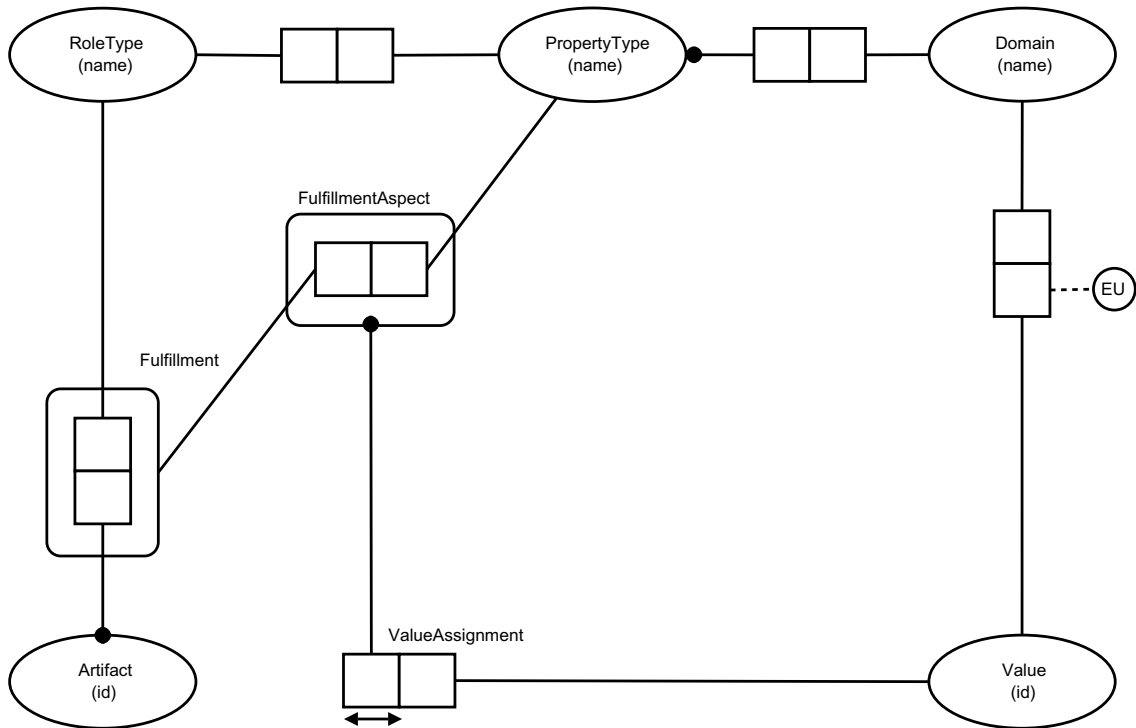 RoleType
(name)
PropertyType
(name)
Domain
(name)
FulfillmentAspect
EU
Fulfillment
ValueAssignment
Artifact
(id)
Value
(id)